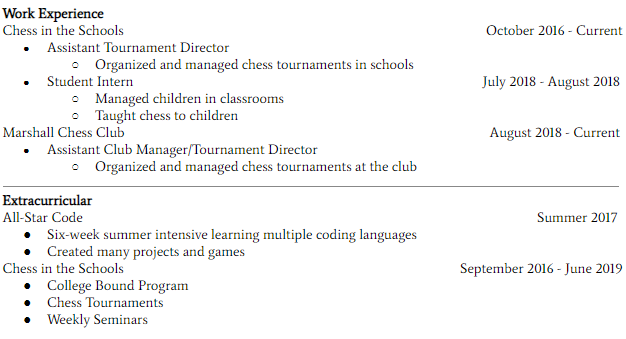 Work Experience
Chess in the Schools October 2016 - Current
● Assistant Tournament Director
○ Organized and managed chess tournaments in schools
● Student Intern July 2018 - August 2018
○ Managed children in classrooms
○ Taught chess to children
Marshall Chess Club August 2018 - Current
● Assistant Club Manager/Tournament Director
○ Organized and managed chess tournaments at the club
Extracurricular
All-Star Code Summer 2017
● Six-week summer intensive learning multiple coding languages
● Created many projects and games
Chess in the Schools September 2016 - June 2019
● College Bound Program
● Chess Tournaments
● Weekly Seminars